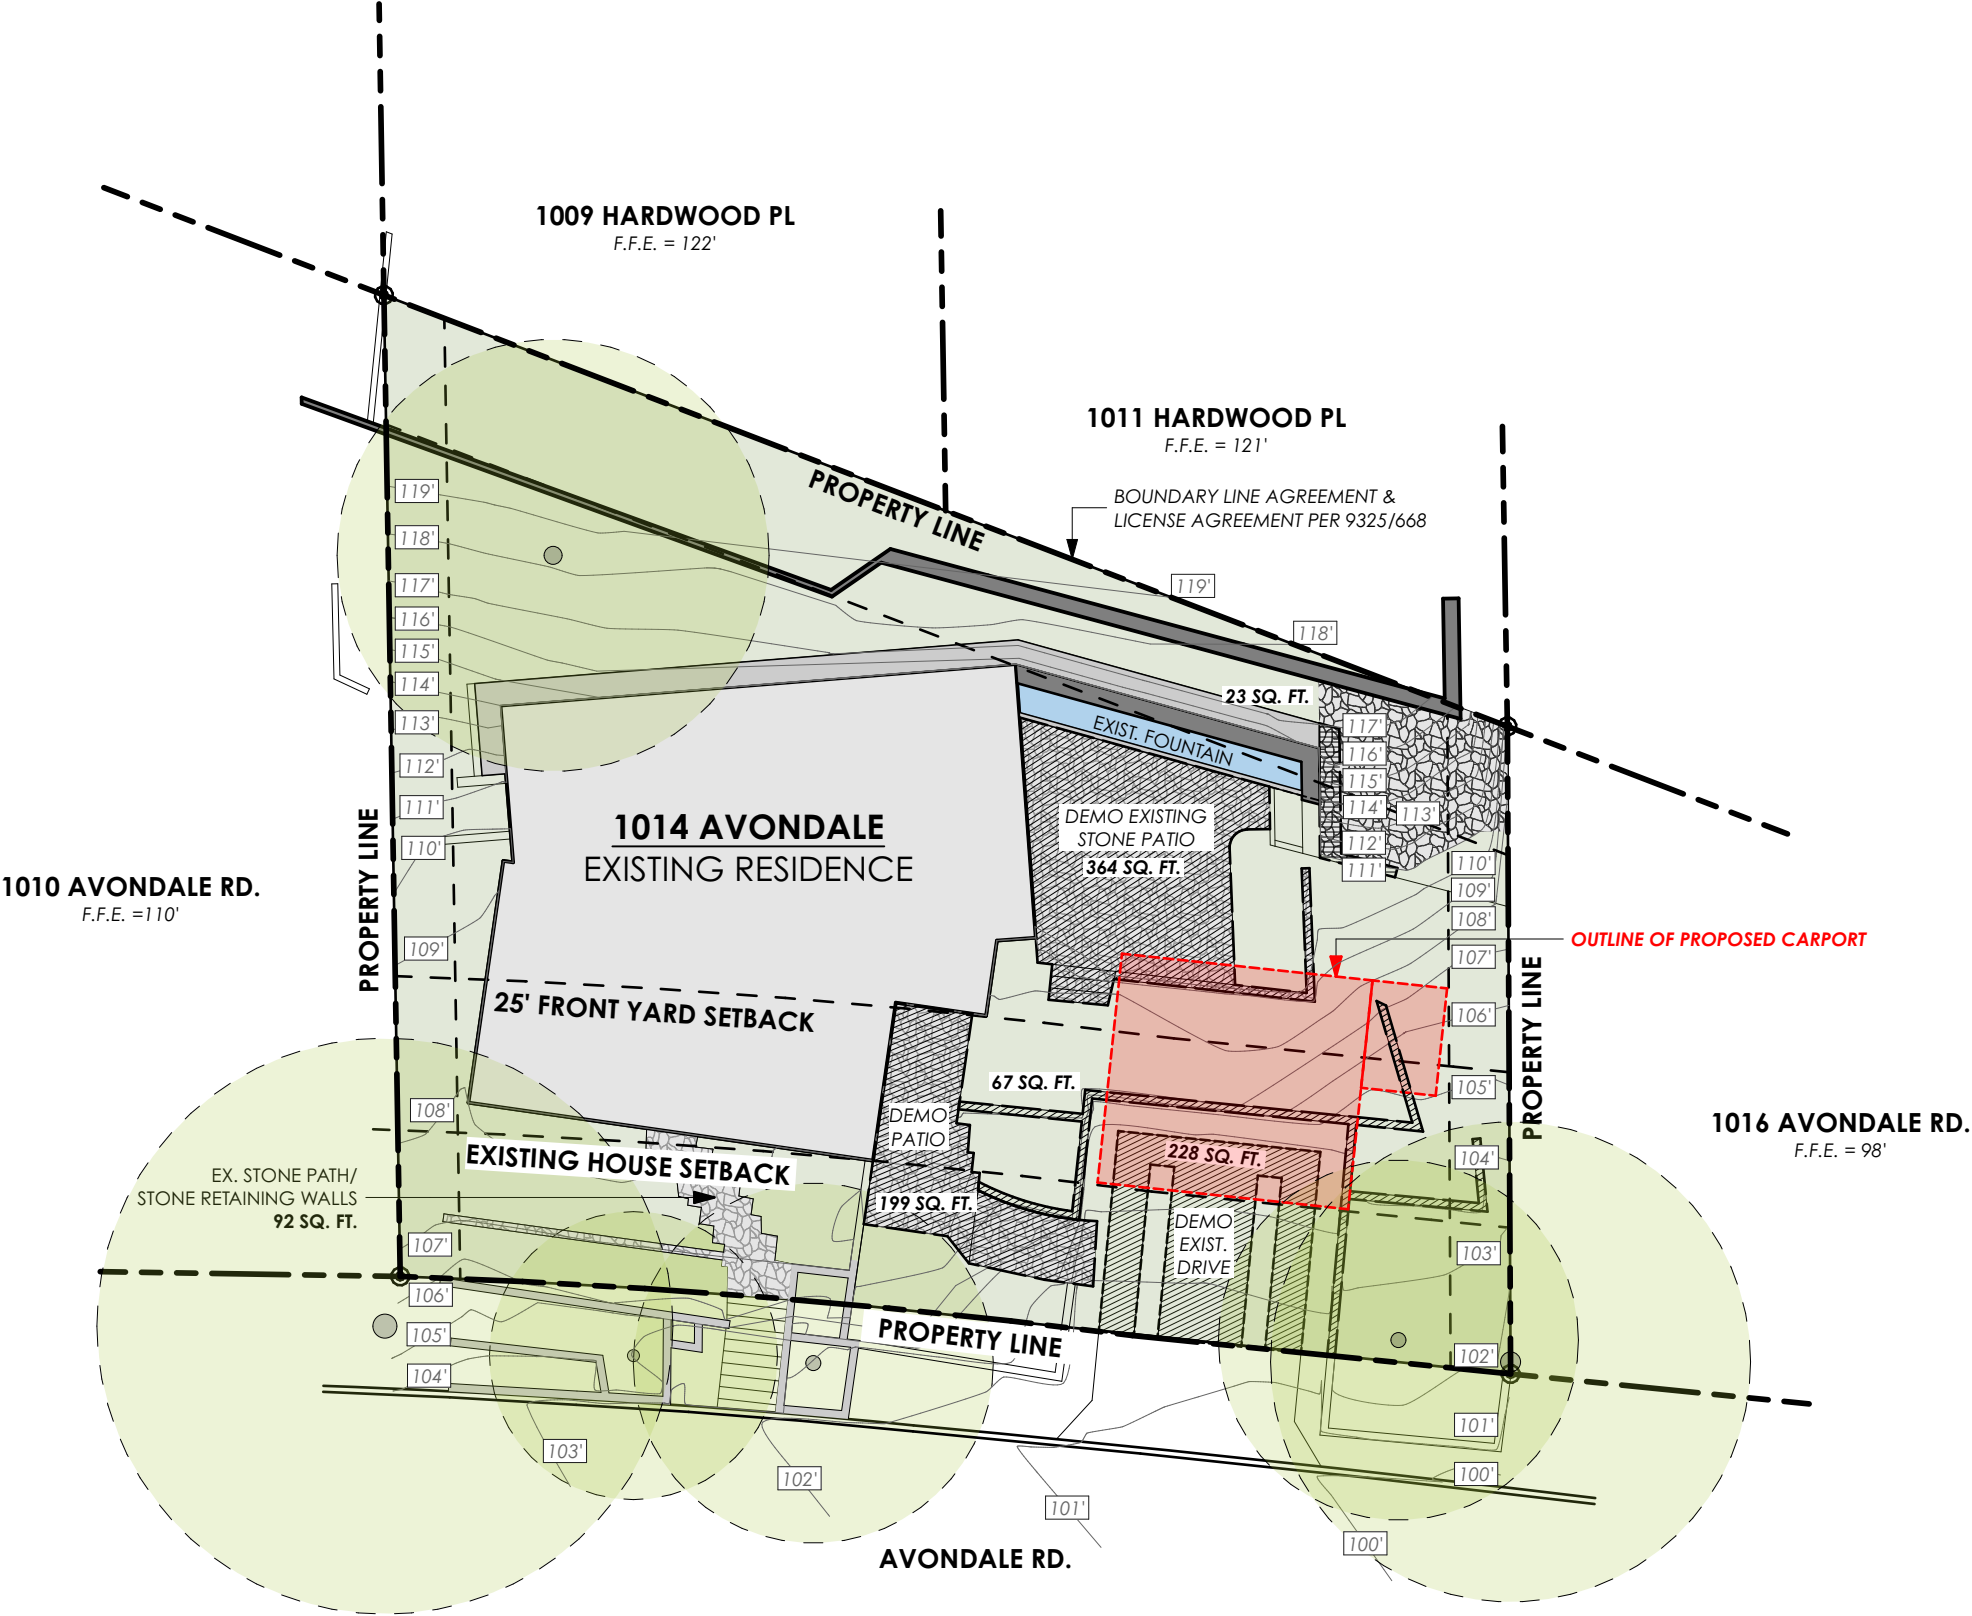 1009 HARDWOOD PL
F.F.E. = 122'
1011 HARDWOOD PL
F.F.E. = 121'
BOUNDARY LINE AGREEMENT &
LICENSE AGREEMENT PER 9325/668
PROPERTY LINE
119'
118'
117'
116'
115'
114'
113'
112'
111'
110'
109'
108'
107'
106'
105'
104'
119'
118'
23 SQ. FT.
117'
116'
115'
114'
113'
112'
111'
110'
109'
108'
107'
106'
105'
104'
103'
102'
101'
100'
EXIST. FOUNTAIN
DEMO EXISTING
STONE PATIO
364 SQ. FT.
1014 AVONDALE
EXISTING RESIDENCE
PROPERTY LINE
1010 AVONDALE RD.
F.F.E. =110'
OUTLINE OF PROPOSED CARPORT
PROPERTY LINE
25' FRONT YARD SETBACK
67 SQ. FT.
DEMO
PATIO
199 SQ. FT.
228 SQ. FT.
1016 AVONDALE RD.
F.F.E. = 98'
EXISTING HOUSE SETBACK
EX. STONE PATH/
STONE RETAINING WALLS
92 SQ. FT.
DEMO
EXIST.
DRIVE
PROPERTY LINE
103'
102'
101'
100'
AVONDALE RD.